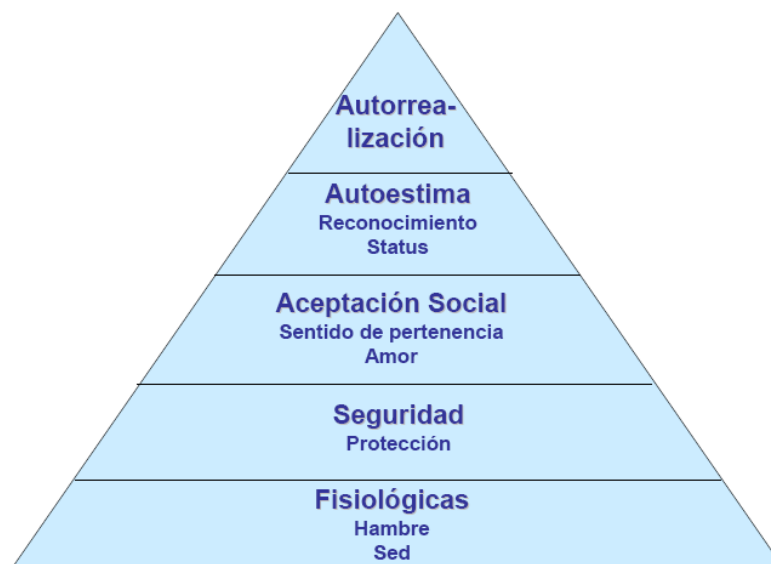 Autorrea-
lización
Autoestima
Reconocimiento
Status
Aceptación Social
Sentido de pertenencia
Amor
Seguridad
Protección
Fisiológicas
Hambre
Sed